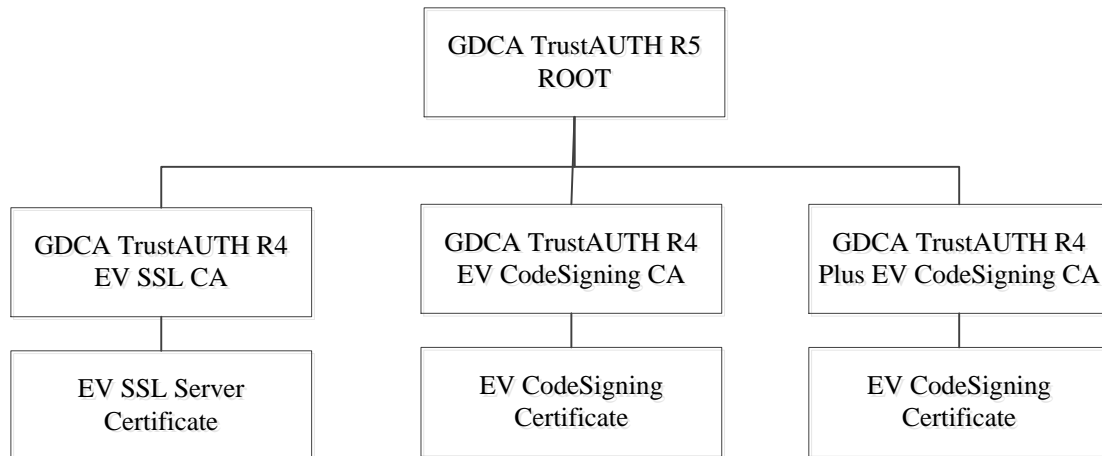 GDCA TrustAUTH R5
ROOT
GDCA TrustAUTH R4
EV SSL CA
GDCA TrustAUTH R4
EV CodeSigning CA
GDCA TrustAUTH R4
Plus EV CodeSigning CA
EV SSL Server
Certificate
EV CodeSigning
Certificate
EV CodeSigning
Certificate